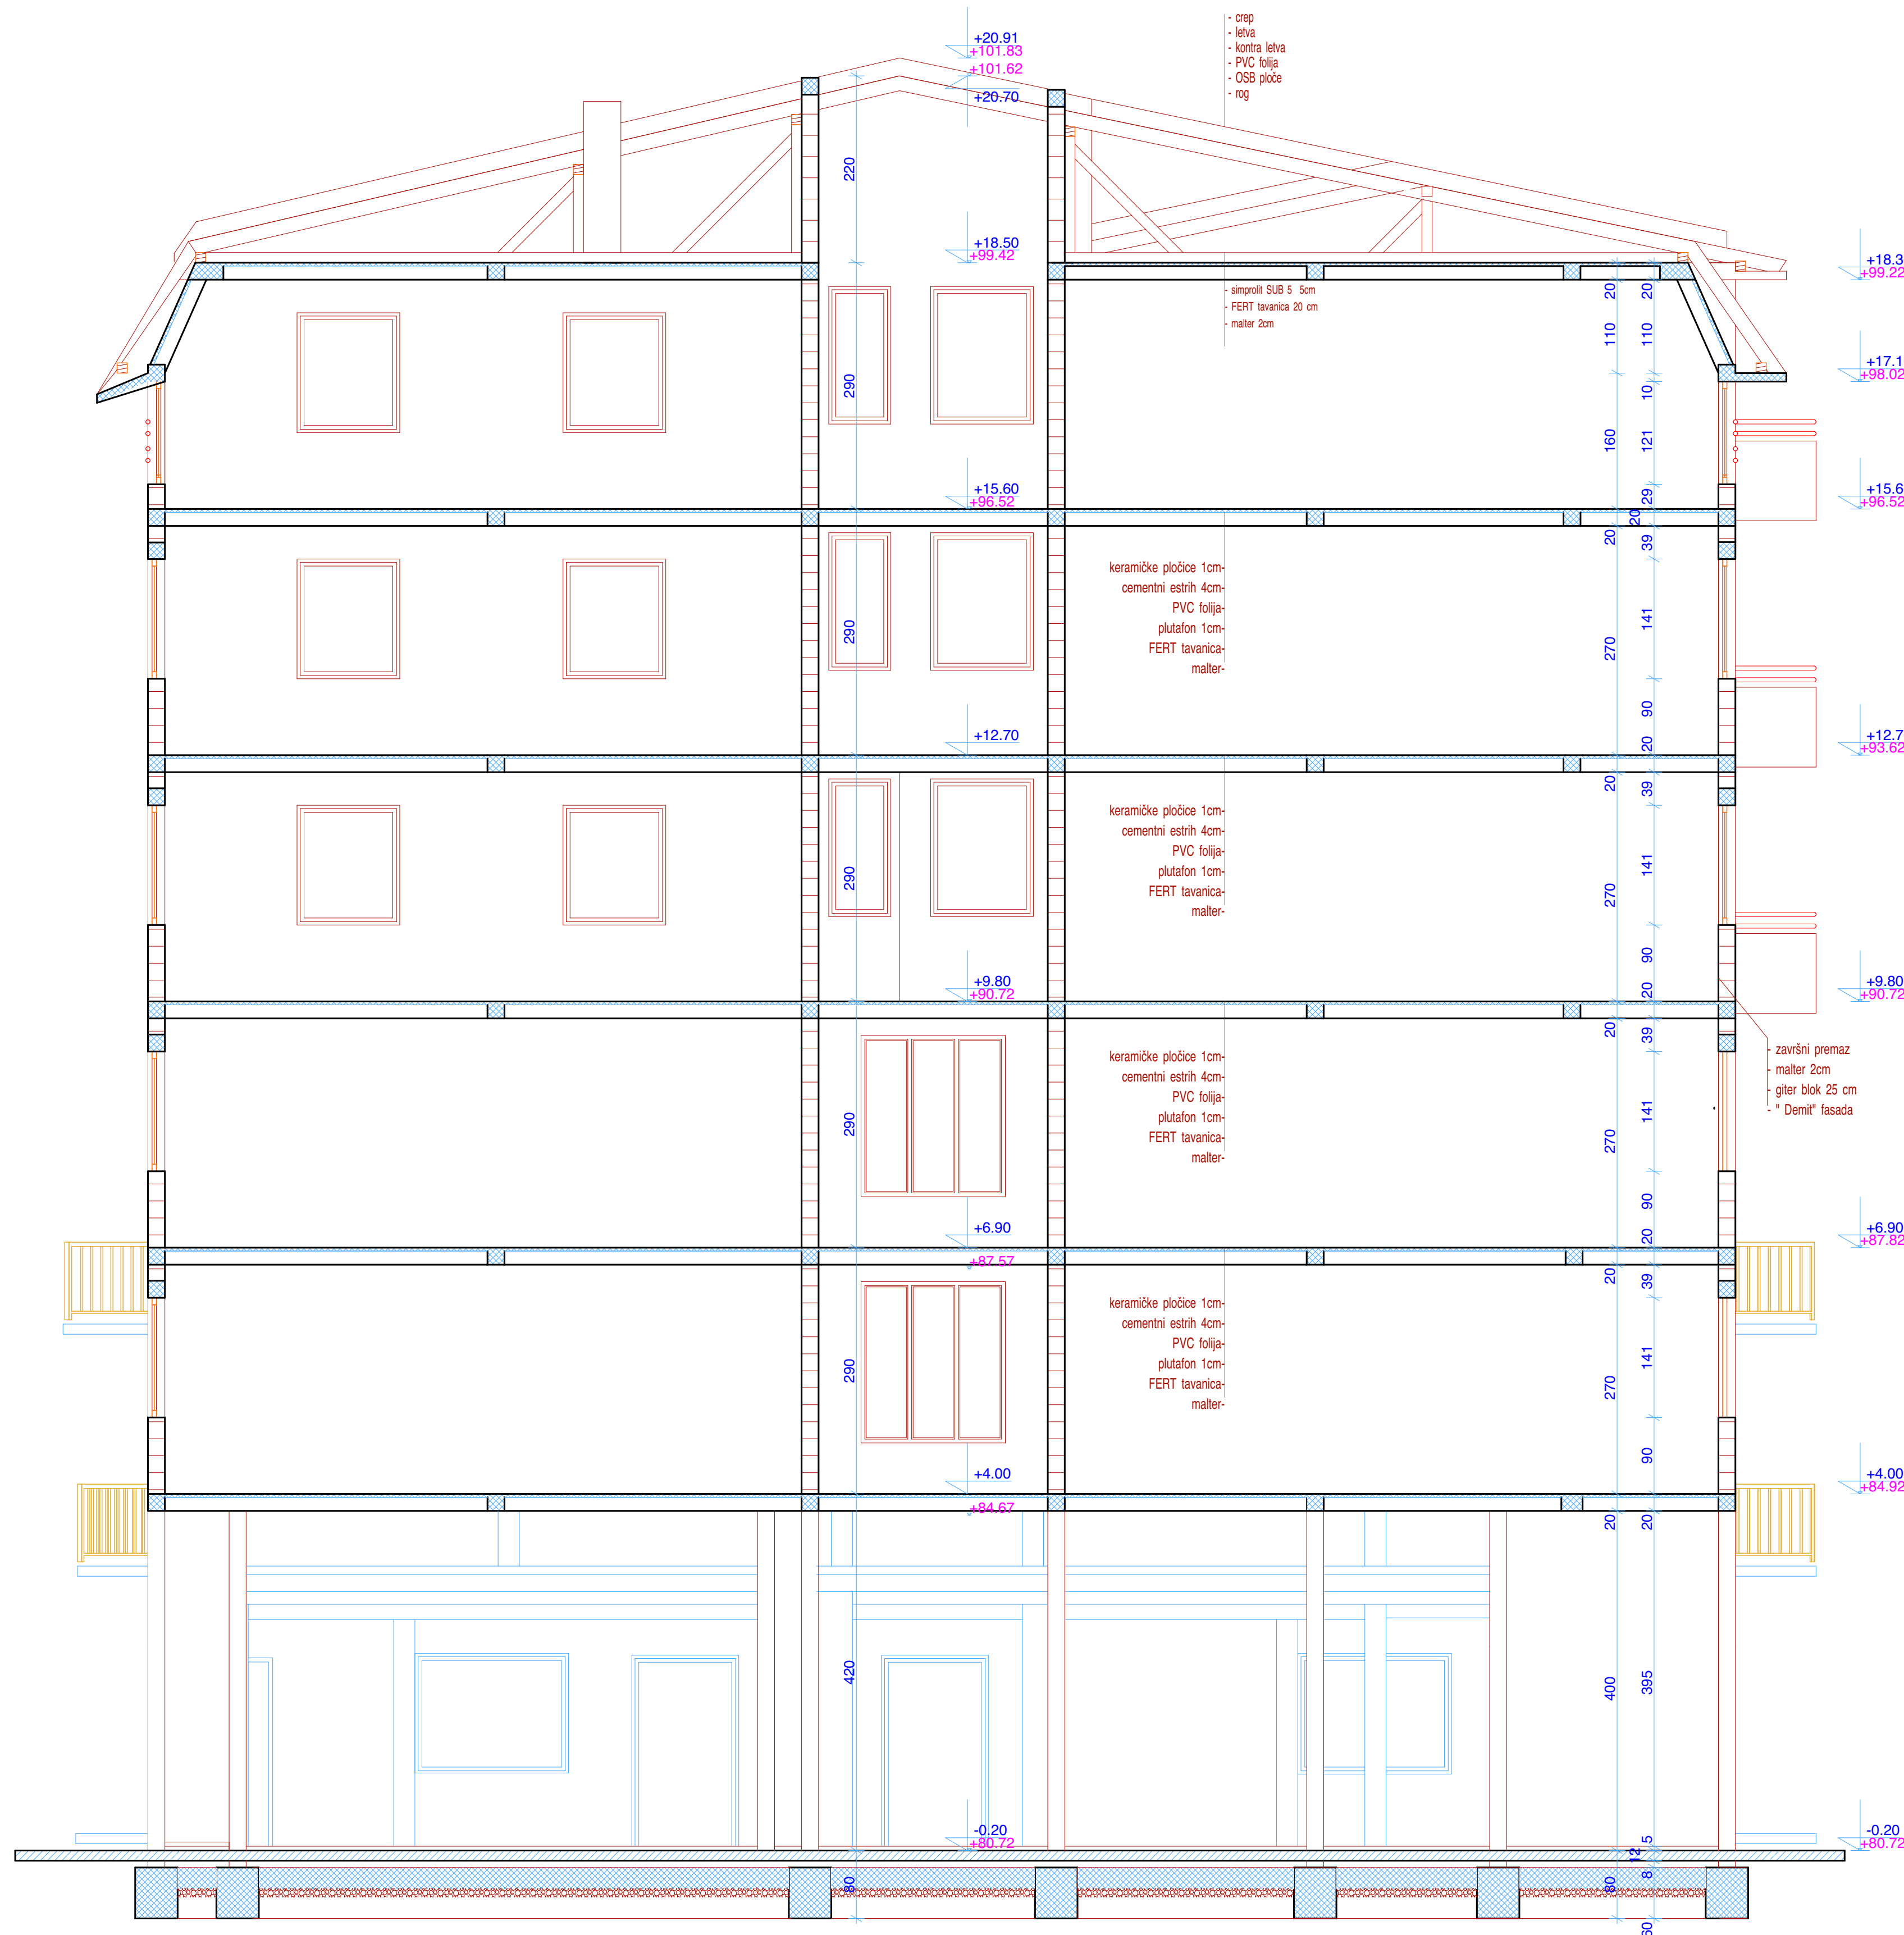 +20.91
+101.83
+101.62
+20.70
- crep
- letva
- kontra letva
- PVC folija
- OSB ploče
- rog
220
+18.50
+99.42
+18.3
+99.22
- simprolit SUB 5 5cm
- FERT tavanica 20 cm
- malter 2cm
20
20
110
110
290
+17.1
+98.02
10
160
121
29
+15.60
+96.52
+15.6
+96.52
20
20
39
keramičke pločice 1cm-
cementni estrih 4cm-
PVC folija-
plutafon 1cm-
FERT tavanica-
malter-
290
141
270
90
20
+12.70
+12.7
+93.62
20
39
keramičke pločice 1cm-
cementni estrih 4cm-
PVC folija-
plutafon 1cm-
FERT tavanica-
malter-
290
141
270
90
20
+9.80
+90.72
+9.80
+90.72
20
39
keramičke pločice 1cm-
cementni estrih 4cm-
PVC folija-
plutafon 1cm-
FERT tavanica-
malter-
- završni premaz
- malter 2cm
- giter blok 25 cm
- " Demit" fasada
290
141
270
90
20
+6.90
+87.57
+6.90
+87.82
20
39
keramičke pločice 1cm-
cementni estrih 4cm-
PVC folija-
plutafon 1cm-
FERT tavanica-
malter-
290
141
270
90
+4.00
+84.67
+4.00
+84.92
20
20
420
400
395
-0.20
+80.72
-0.20
+80.72
5
12
80
80
8
60